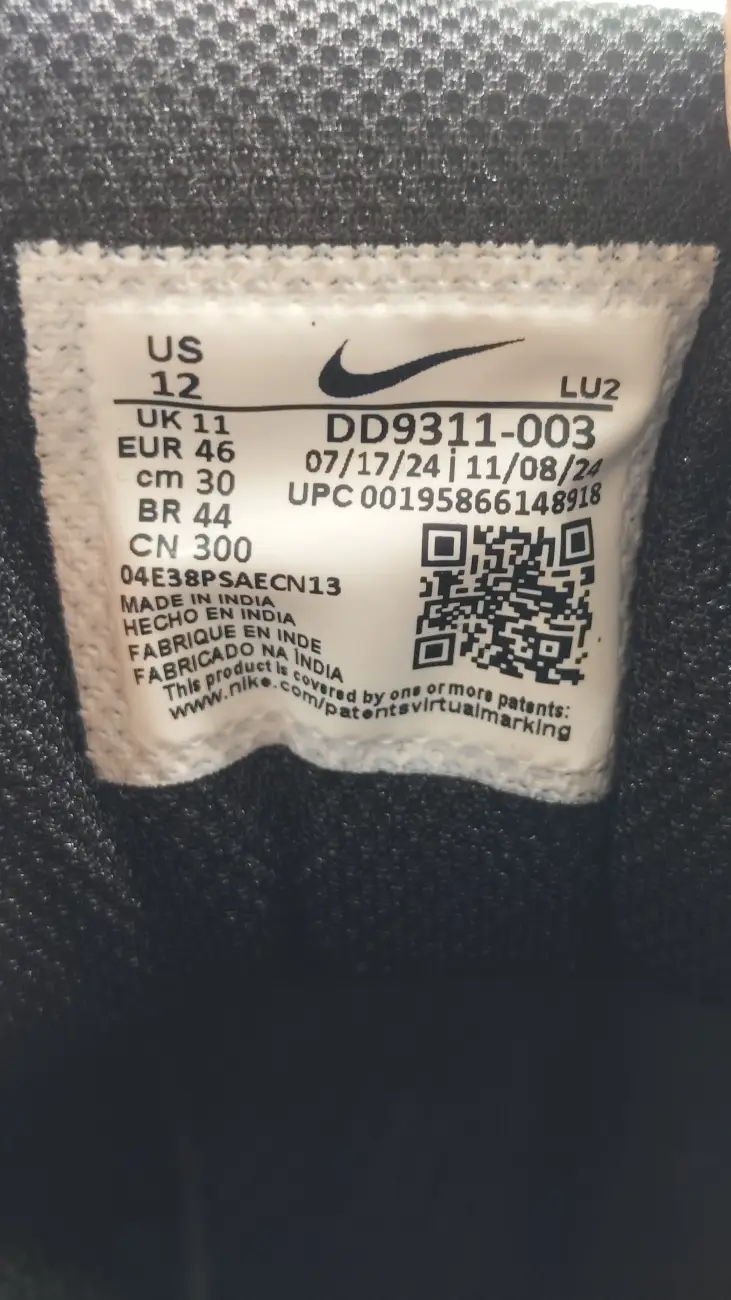 US
12
LU2
UK 11
DD9311-003
EUR 46
07/17/24 | 11/08/24
cm 30
UPC 00195866148918
BR 44
CN 300
04E38PSAECN13
MADE IN INDIA
HECHO EN INDIA
FABRIQUE EN INDE
FABRICADO NA ÍNDIA
This product is covered by one or more patents:
www.nike.com/patentsvirtualmarking